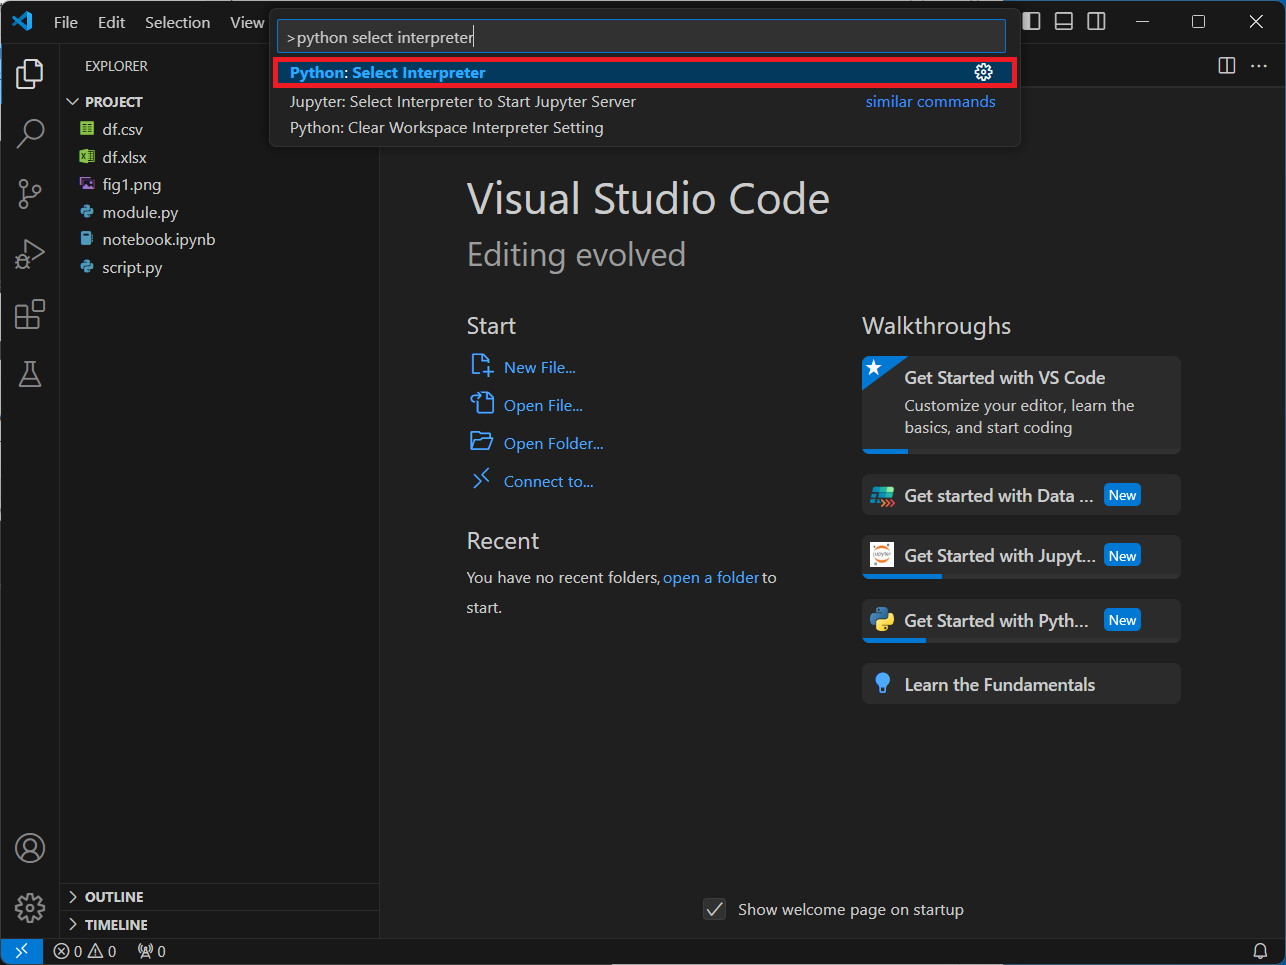 File Edit Selection View
>python select interpreter
Python: Select Interpreter
Jupyter: Select Interpreter to Start Jupyter Server similar commands
Python: Clear Workspace Interpreter Setting
EXPLORER
PROJECT
df.csv
df.xlsx
fig1.png
module.py
notebook.ipynb
script.py
OUTLINE
TIMELINE
Visual Studio Code
Editing evolved
Start
New File...
Open File...
Open Folder...
Connect to...
Recent
You have no recent folders, open a folder to
start.
Walkthroughs
Get Started with VS Code
Customize your editor, learn the
basics, and start coding
Get started with Data ... New
jupyter
Get Started with Jupyt... New
Get Started with Pyth... New
Learn the Fundamentals
Show welcome page on startup
0 0 0